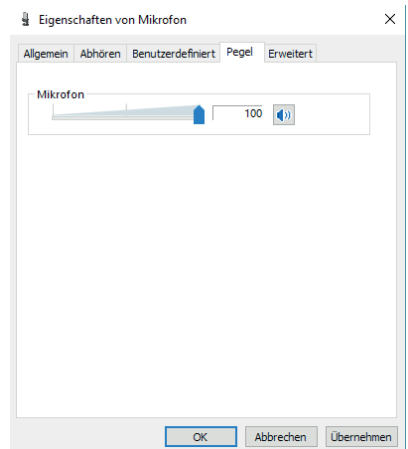 Eigenschaften von Mikrofon
Allgemein Abhören Benutzerdefiniert Pegel Erweitert
Mikrofon
100
OK Abbrechen Übernehmen